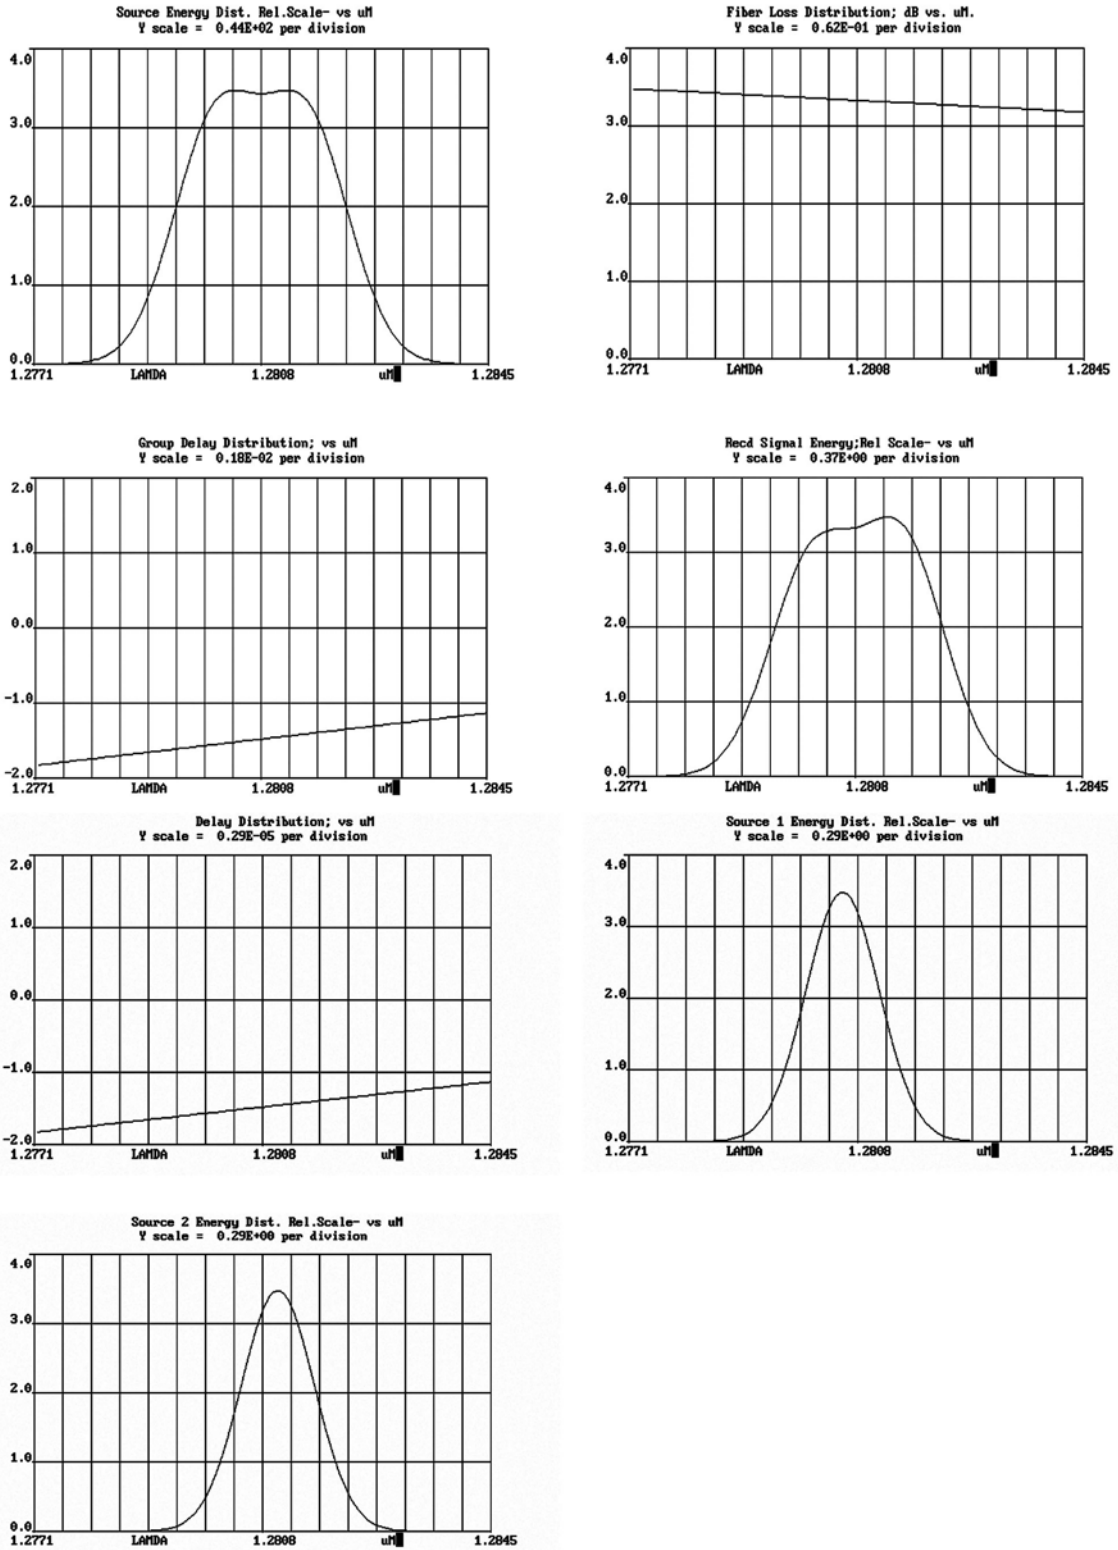 Source Energy Dist. Rel.Scale- vs uM
Y scale = 0.44E+02 per division
4.0
3.0
2.0
1.0
0.0
1.2771 LAMDA 1.2808 uM 1.2845
Fiber Loss Distribution; dB vs. uM.
Y scale = 0.62E-01 per division
4.0
3.0
2.0
1.0
0.0
1.2771 LAMDA 1.2808 uM 1.2845
Group Delay Distribution; vs uM
Y scale = 0.18E-02 per division
2.0
1.0
0.0
-1.0
-2.0
1.2771 LAMDA 1.2808 uM 1.2845
Recd Signal Energy;Rel Scale- vs uM
Y scale = 0.37E+00 per division
4.0
3.0
2.0
1.0
0.0
1.2771 LAMDA 1.2808 uM 1.2845
Delay Distribution; vs uM
Y scale = 0.29E-05 per division
2.0
1.0
0.0
-1.0
-2.0
1.2771 LAMDA 1.2808 uM 1.2845
Source 1 Energy Dist. Rel.Scale- vs uM
Y scale = 0.29E+00 per division
4.0
3.0
2.0
1.0
0.0
1.2771 LAMDA 1.2808 uM 1.2845
Source 2 Energy Dist. Rel.Scale- vs uM
Y scale = 0.29E+00 per division
4.0
3.0
2.0
1.0
0.0
1.2771 LAMDA 1.2808 uM 1.2845